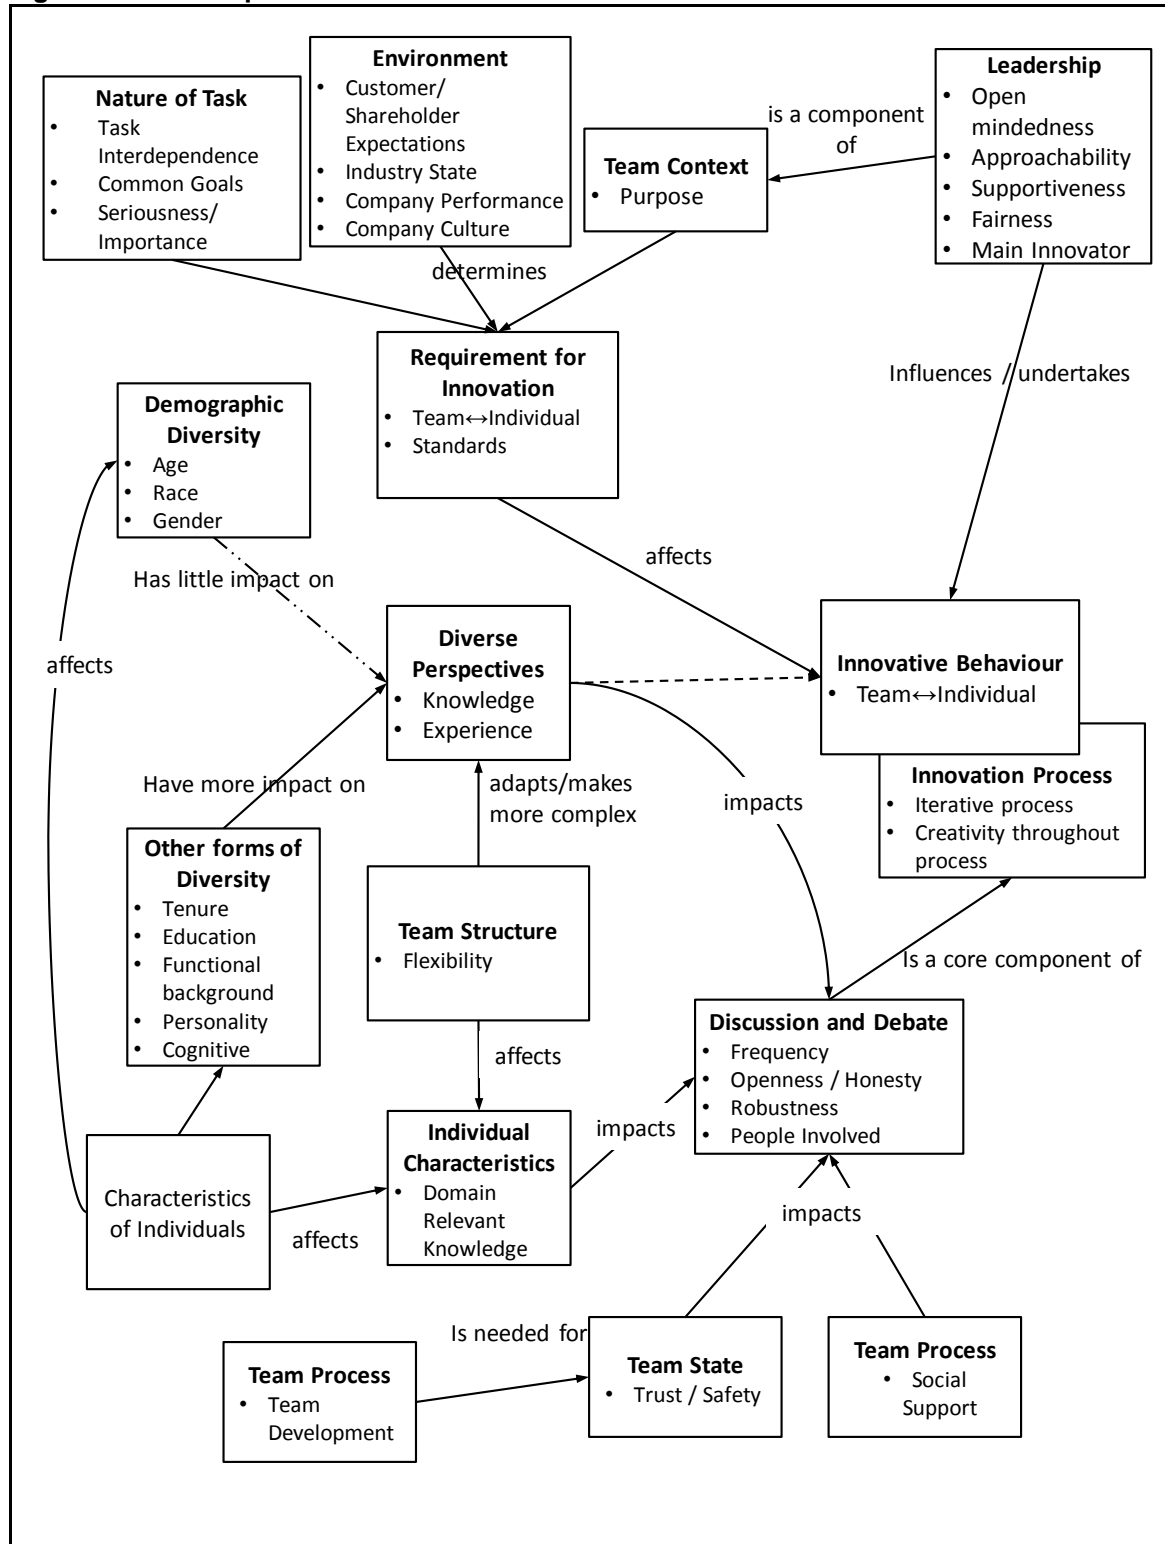 Environment
• Customer/
Shareholder
Expectations
• Industry State
• Company Performance
• Company Culture
Nature of Task
• Task
Interdependence
• Common Goals
• Seriousness/
Importance
Leadership
• Open
mindedness
• Approachability
• Supportiveness
• Fairness
• Main Innovator
is a component
of
Team Context
• Purpose
determines
Requirement for
Innovation
• Team↔Individual
• Standards
Influences / undertakes
Demographic
Diversity
• Age
• Race
• Gender
affects
Has little impact on
affects
Diverse
Perspectives
• Knowledge
• Experience
Innovative Behaviour
• Team↔Individual
Innovation Process
• Iterative process
• Creativity throughout
process
Have more impact on
adapts/makes
more complex
impacts
Other forms of
Diversity
• Tenure
• Education
• Functional
background
• Personality
• Cognitive
Team Structure
• Flexibility
Is a core component of
Discussion and Debate
• Frequency
• Openness / Honesty
• Robustness
• People Involved
affects
Individual
Characteristics
• Domain
Relevant
Knowledge
impacts
Characteristics
of Individuals
affects
impacts
Is needed for
Team Process
• Team
Development
Team State
• Trust / Safety
Team Process
• Social
Support